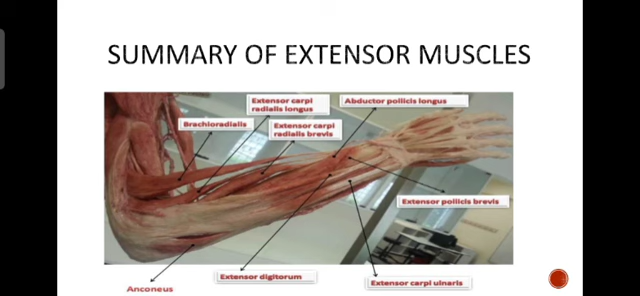 SUMMARY OF EXTENSOR MUSCLES
Extensor carpi
radialis longus
Abductor pollicis longus
Brachioradialis
Extensor carpi
radialis brevis
Extensor pollicis brevis
Extensor digitorum
Extensor carpi ulnaris
Anconeus